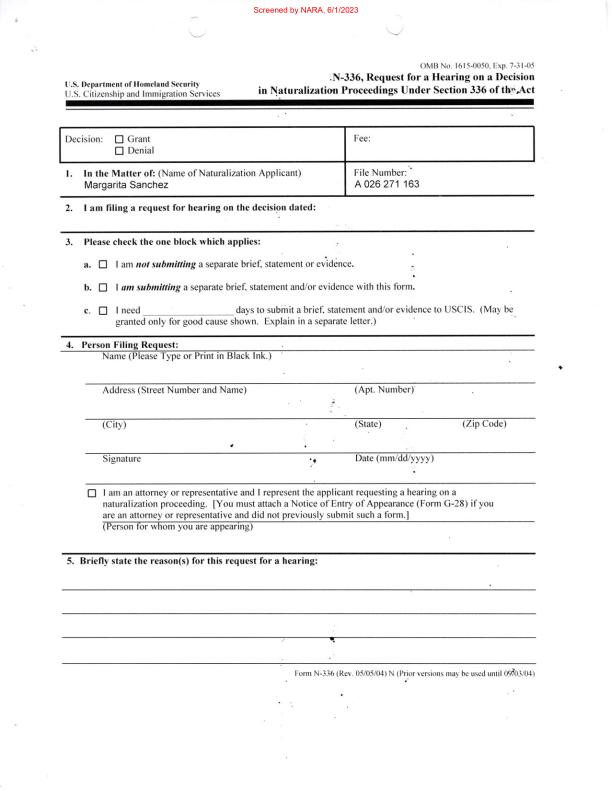 Screened by NARA, 6/1/2023
OMB No. 1615-0050, Exp. 7-31-05
U.S. Department of Homeland Security
U.S. Citizenship and Immigration Services
N-336, Request for a Hearing on a Decision
in Naturalization Proceedings Under Section 336 of the Act
Decision: ☐ Grant
☐ Denial
Fee:
1. In the Matter of: (Name of Naturalization Applicant)
Margarita Sanchez
File Number:
A 026 271 163
2. I am filing a request for hearing on the decision dated:
3. Please check the one block which applies:
a. ☐ I am not submitting a separate brief, statement or evidence.
b. ☐ I am submitting a separate brief, statement and/or evidence with this form.
c. ☐ I need ________________ days to submit a brief, statement and/or evidence to USCIS. (May be
granted only for good cause shown. Explain in a separate letter.)
4. Person Filing Request:
Name (Please Type or Print in Black Ink.)
Address (Street Number and Name) (Apt. Number)
(City) (State) (Zip Code)
Signature Date (mm/dd/yyyy)
☐ I am an attorney or representative and I represent the applicant requesting a hearing on a
naturalization proceeding. [You must attach a Notice of Entry of Appearance (Form G-28) if you
are an attorney or representative and did not previously submit such a form.]
(Person for whom you are appearing)
5. Briefly state the reason(s) for this request for a hearing:
Form N-336 (Rev. 05/05/04) N (Prior versions may be used until 09/03/04)